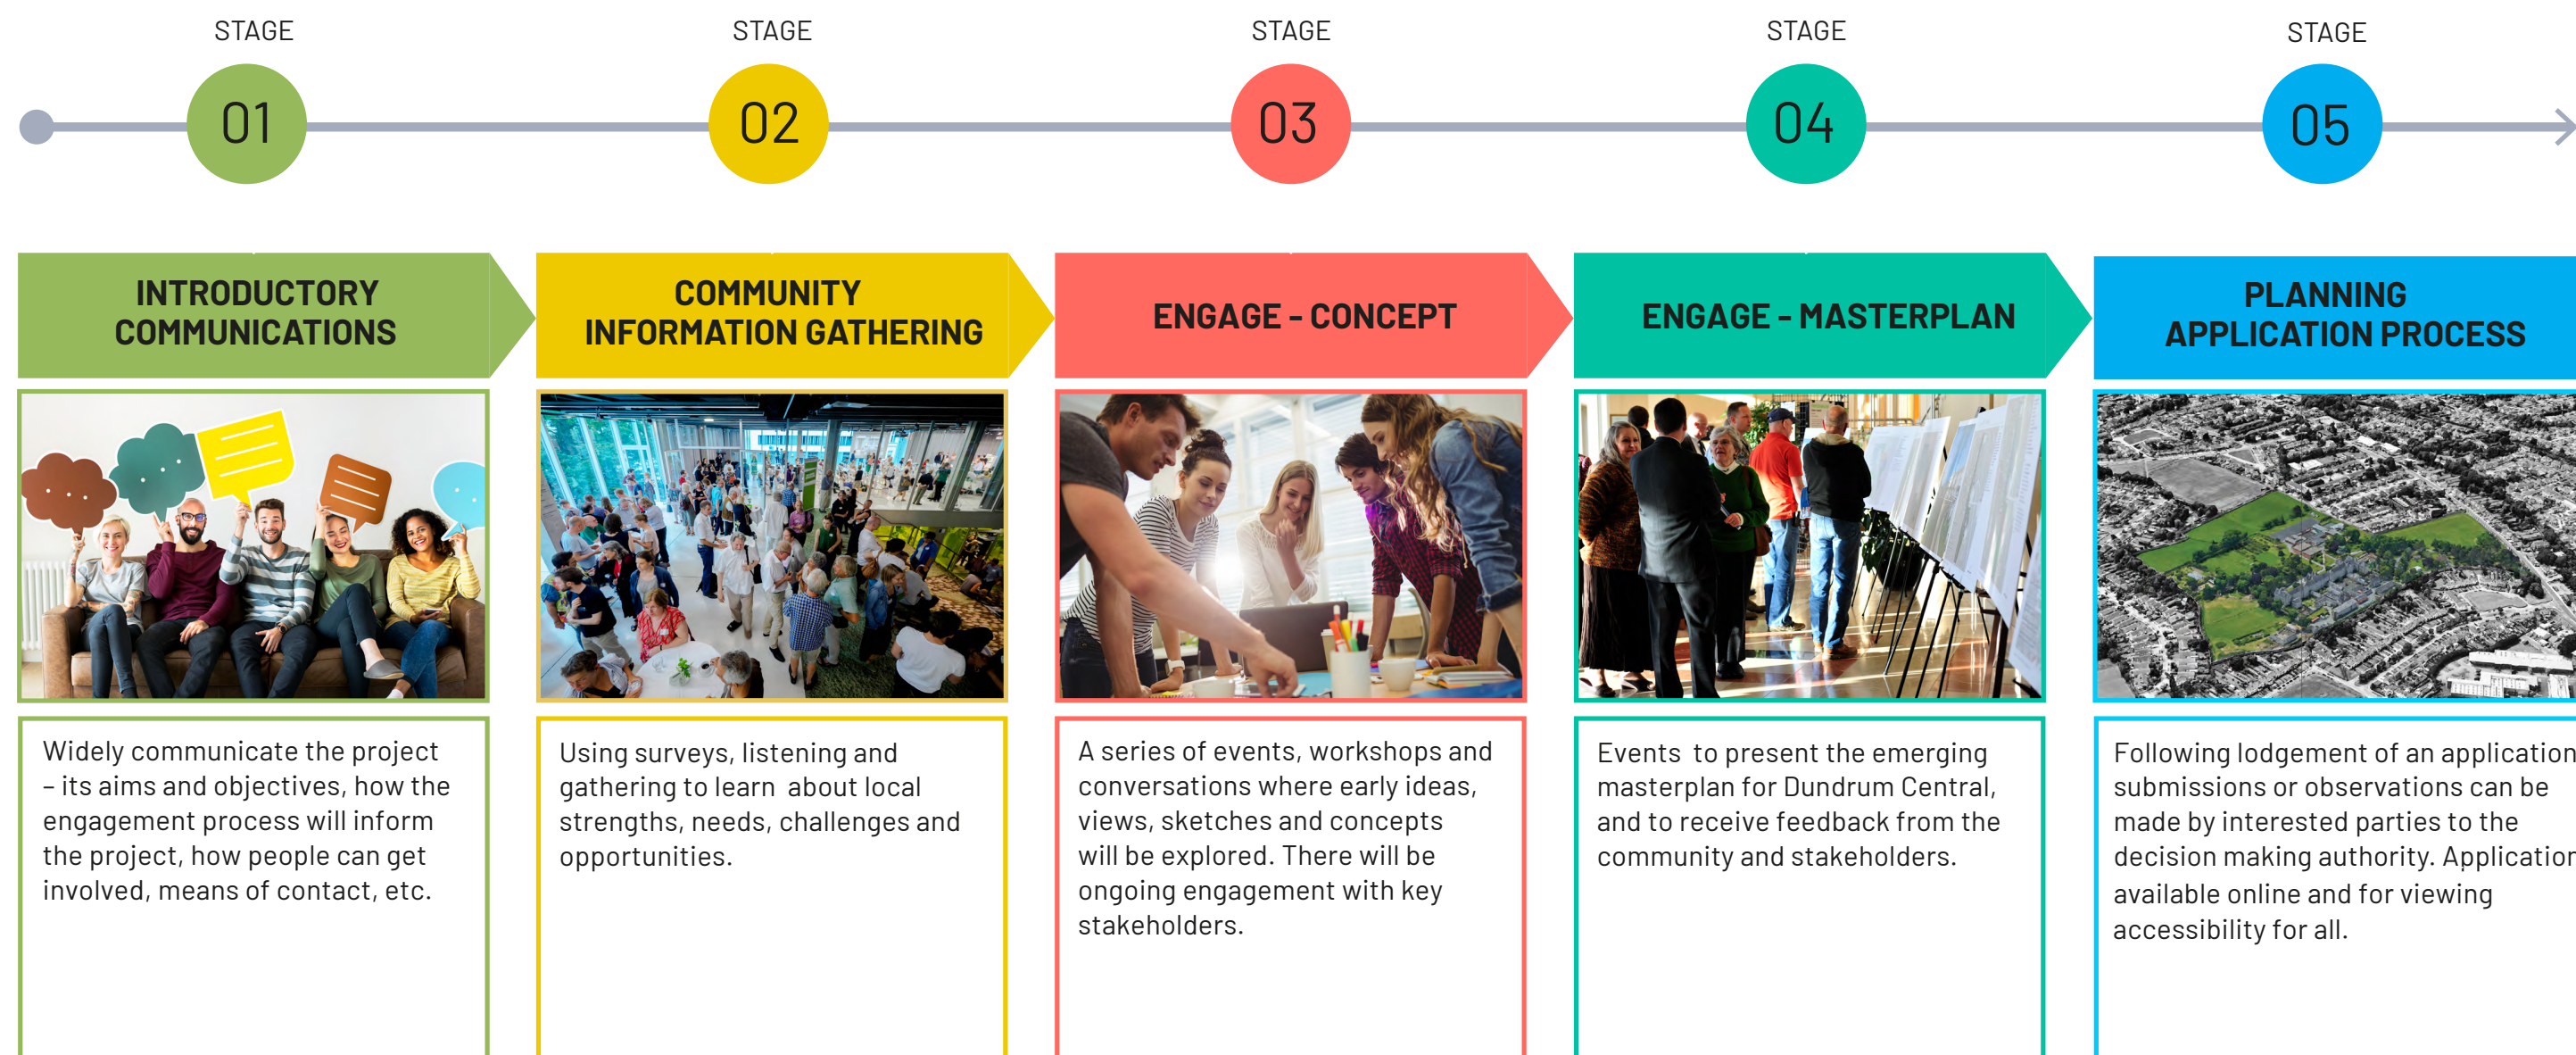 STAGE
01
STAGE
02
STAGE
03
STAGE
04
STAGE
05
INTRODUCTORY
COMMUNICATIONS
COMMUNITY
INFORMATION GATHERING
ENGAGE - CONCEPT
ENGAGE - MASTERPLAN
PLANNING
APPLICATION PROCESS
Widely communicate the project
– its aims and objectives, how the
engagement process will inform
the project, how people can get
involved, means of contact, etc.
Using surveys, listening and
gathering to learn about local
strengths, needs, challenges and
opportunities.
A series of events, workshops and
conversations where early ideas,
views, sketches and concepts
will be explored. There will be
ongoing engagement with key
stakeholders.
Events to present the emerging
masterplan for Dundrum Central,
and to receive feedback from the
community and stakeholders.
Following lodgement of an application
submissions or observations can be
made by interested parties to the
decision making authority. Application
available online and for viewing
accessibility for all.